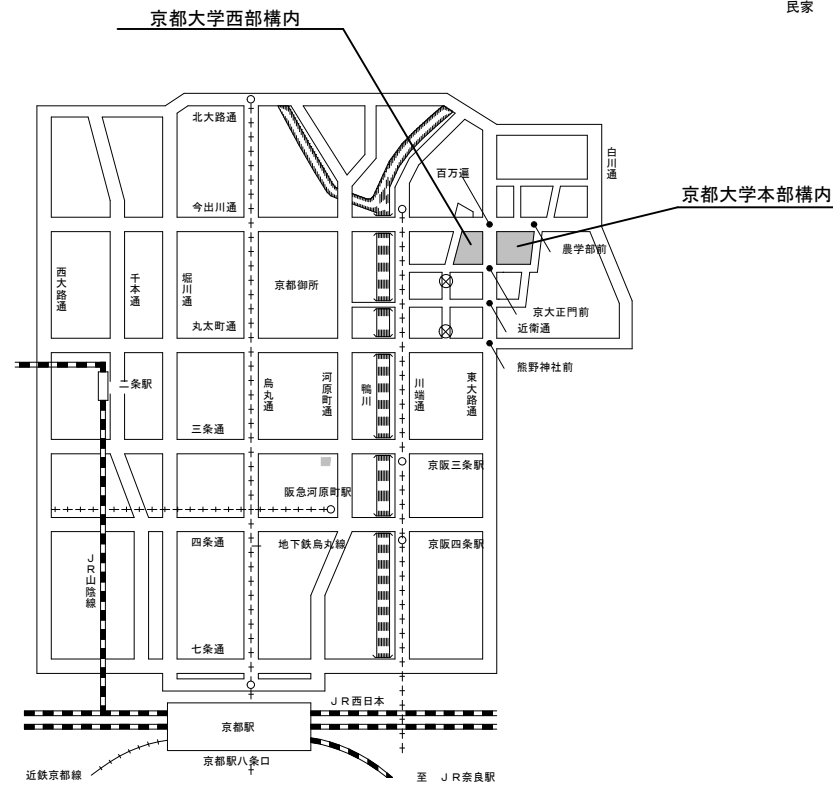 民家
京都大学西部構内
北大路通
白川通
百万遍
京都大学本部構内
今出川通
農学部前
西大路通
千本通
堀川通
京都御所
京大正門前
丸太町通
近衛通
熊野神社前
二条駅
烏丸通
河原町通
鴨川
川端通
東大路通
三条通
京阪三条駅
阪急河原町駅
四条通
地下鉄烏丸線
京阪四条駅
JR山陰線
七条通
JR西日本
京都駅
京都駅八条口
近鉄京都線
至 JR奈良駅